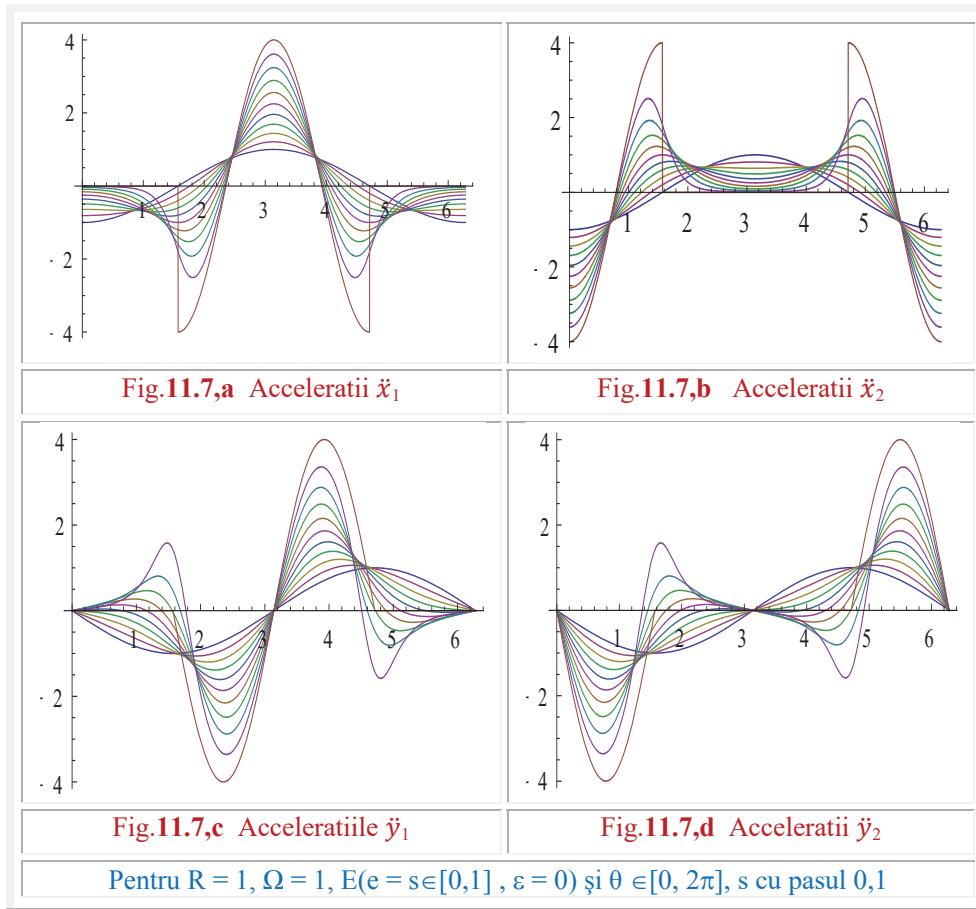 4
2
1 2 3 4 5 6
- 2
- 4
4
2
1 2 3 4 5 6
- 2
- 4
Fig.11.7,a Acceleratii ẍ₁
Fig.11.7,b Acceleratii ẍ₂
4
2
1 2 3 4 5 6
- 2
- 4
4
2
1 2 3 4 5 6
- 2
- 4
Fig.11.7,c Acceleratiile ÿ₁
Fig.11.7,d Acceleratii ÿ₂
Pentru R = 1, Ω = 1, E(e = s∈[0,1] , ε = 0) şi θ ∈[0, 2π], s cu pasul 0,1